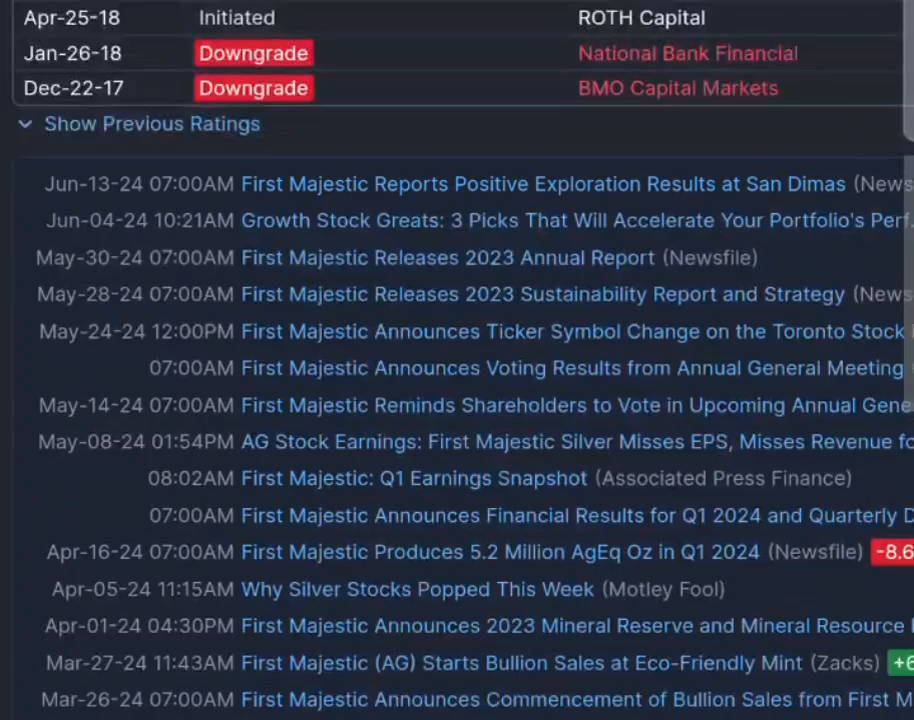 Apr-25-18 Initiated ROTH Capital
Jan-26-18 Downgrade National Bank Financial
Dec-22-17 Downgrade BMO Capital Markets
Show Previous Ratings
Jun-13-24 07:00AM First Majestic Reports Positive Exploration Results at San Dimas (News
Jun-04-24 10:21AM Growth Stock Greats: 3 Picks That Will Accelerate Your Portfolio's Perf
May-30-24 07:00AM First Majestic Releases 2023 Annual Report (Newsfile)
May-28-24 07:00AM First Majestic Releases 2023 Sustainability Report and Strategy (News
May-24-24 12:00PM First Majestic Announces Ticker Symbol Change on the Toronto Stock
07:00AM First Majestic Announces Voting Results from Annual General Meeting
May-14-24 07:00AM First Majestic Reminds Shareholders to Vote in Upcoming Annual Gene
May-08-24 01:54PM AG Stock Earnings: First Majestic Silver Misses EPS, Misses Revenue fo
08:02AM First Majestic: Q1 Earnings Snapshot (Associated Press Finance)
07:00AM First Majestic Announces Financial Results for Q1 2024 and Quarterly D
Apr-16-24 07:00AM First Majestic Produces 5.2 Million AgEq Oz in Q1 2024 (Newsfile) -8.6
Apr-05-24 11:15AM Why Silver Stocks Popped This Week (Motley Fool)
Apr-01-24 04:30PM First Majestic Announces 2023 Mineral Reserve and Mineral Resource
Mar-27-24 11:43AM First Majestic (AG) Starts Bullion Sales at Eco-Friendly Mint (Zacks) +6
Mar-26-24 07:00AM First Majestic Announces Commencement of Bullion Sales from First M